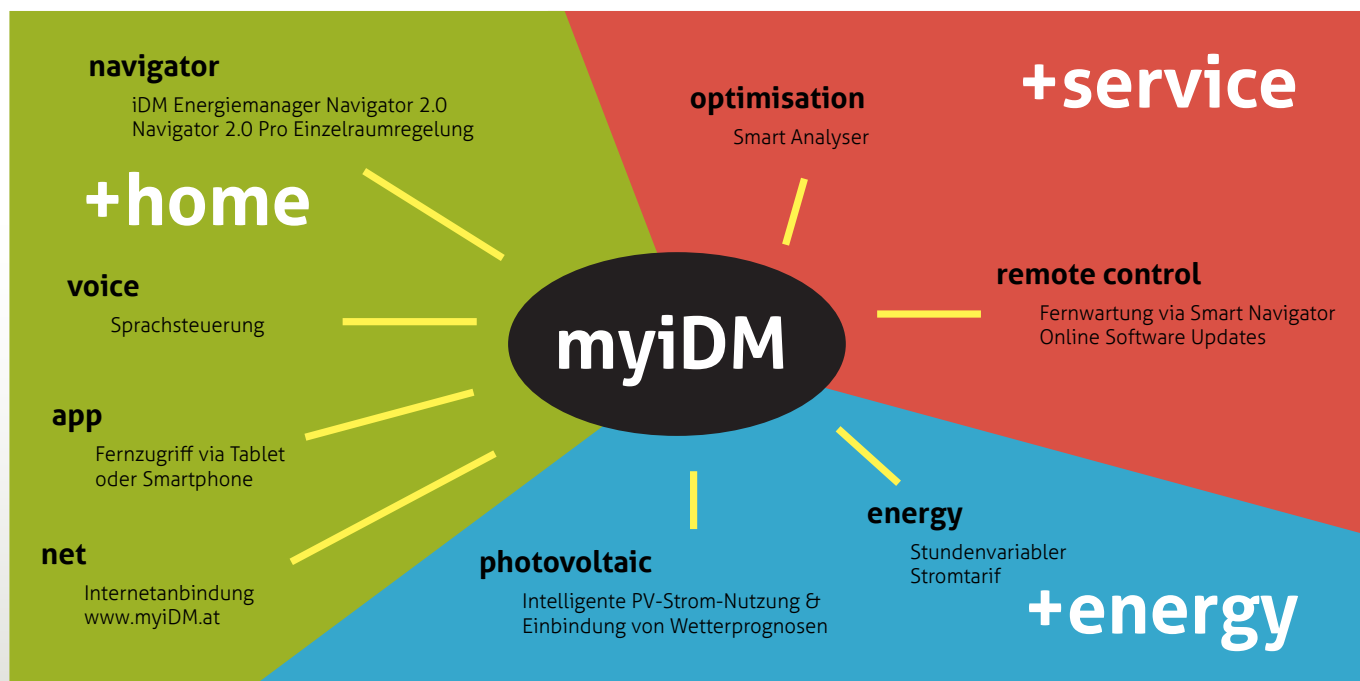 navigator
iDM Energiemanager Navigator 2.0
Navigator 2.0 Pro Einzelraumregelung
+home
voice
Sprachsteuerung
app
Fernzugriff via Tablet
oder Smartphone
net
Internetanbindung
www.myiDM.at
myiDM
+service
optimisation
Smart Analyser
remote control
Fernwartung via Smart Navigator
Online Software Updates
photovoltaic
Intelligente PV-Strom-Nutzung &
Einbindung von Wetterprognosen
energy
Stundenvariabler
Stromtarif
+energy